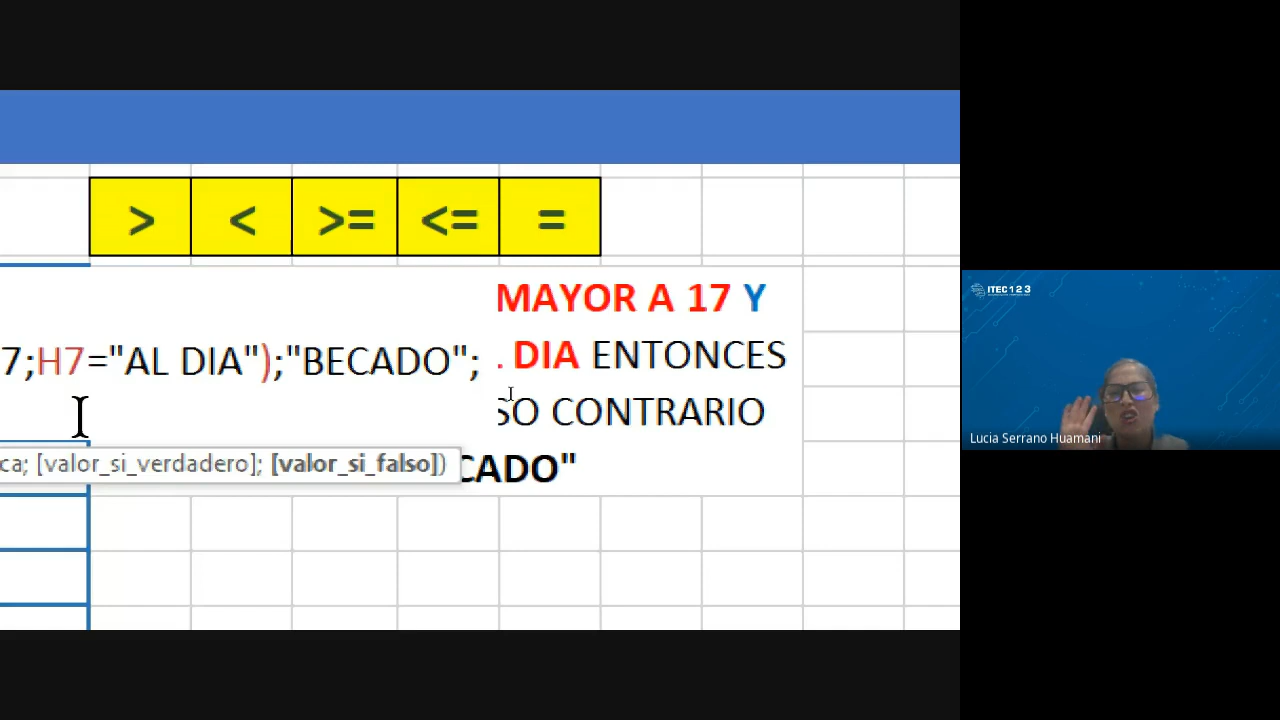 > < >= <= =
MAYOR A 17 Y
7;H7="AL DIA");"BECADO"; . DIA ENTONCES
SO CONTRARIO
ca; [valor_si_verdadero]; [valor_si_falso]) CADO"
ITEC 1 2 3
Lucia Serrano Huamani